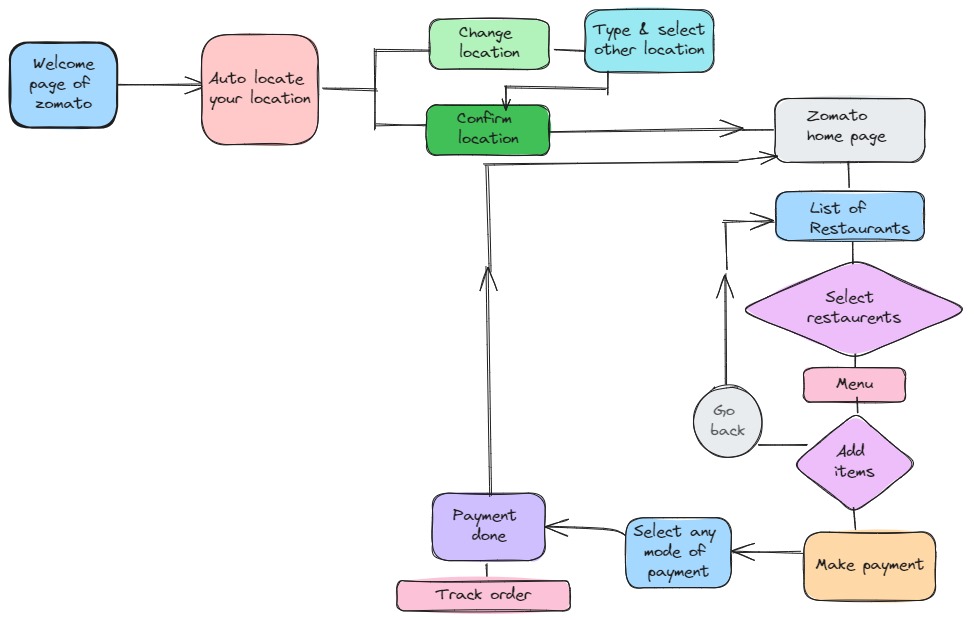 Welcome
page of
zomato
Auto locate
your location
Change
location
Type & select
other location
Confirm
location
Zomato
home page
List of
Restaurants
Select
restaurents
Menu
Go
back
Add
items
Make payment
Select any
mode of
payment
Payment
done
Track order